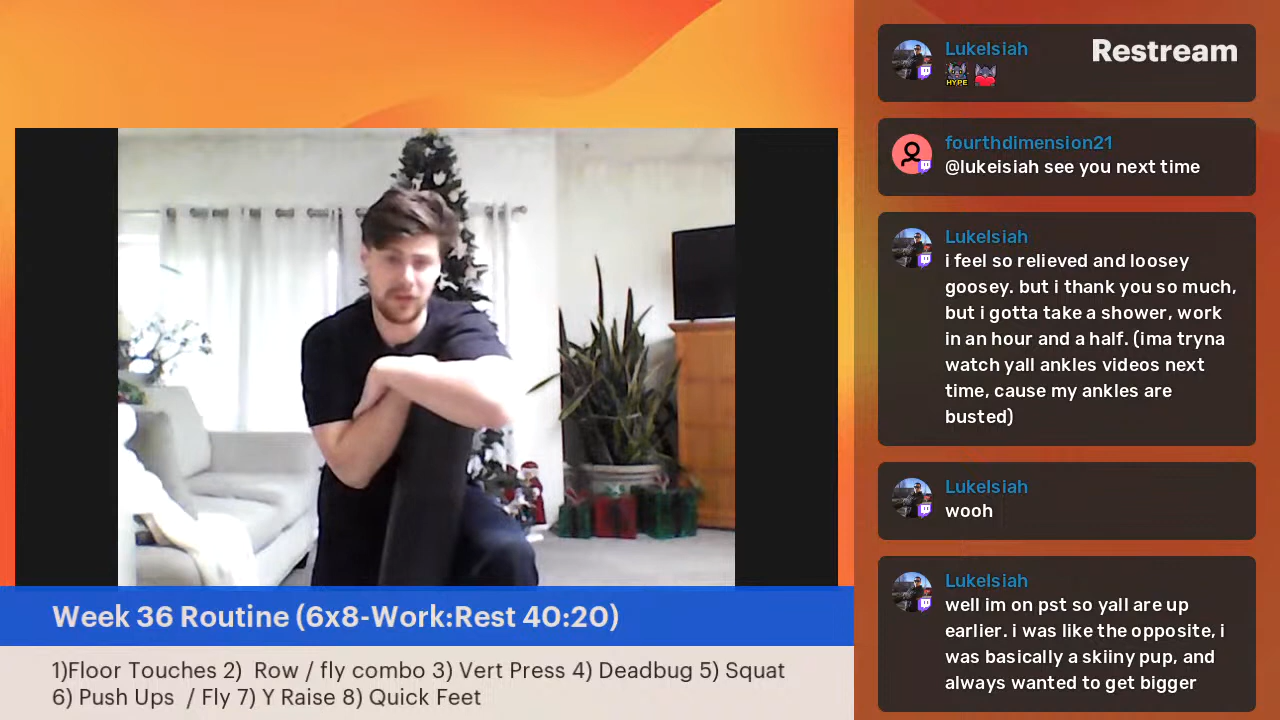 Week 36 Routine (6x8-Work:Rest 40:20)
1)Floor Touches 2)  Row / fly combo 3) Vert Press 4) Deadbug 5) Squat
6) Push Ups  / Fly 7) Y Raise 8) Quick Feet
Restream
LukeIsiah
HYPE
fourthdimension21
@lukeisiah see you next time
LukeIsiah
i feel so relieved and loosey
goosey. but i thank you so much,
but i gotta take a shower, work
in an hour and a half. (ima tryna
watch yall ankles videos next
time, cause my ankles are
busted)
LukeIsiah
wooh
LukeIsiah
well im on pst so yall are up
earlier. i was like the opposite, i
was basically a skiiny pup, and
always wanted to get bigger